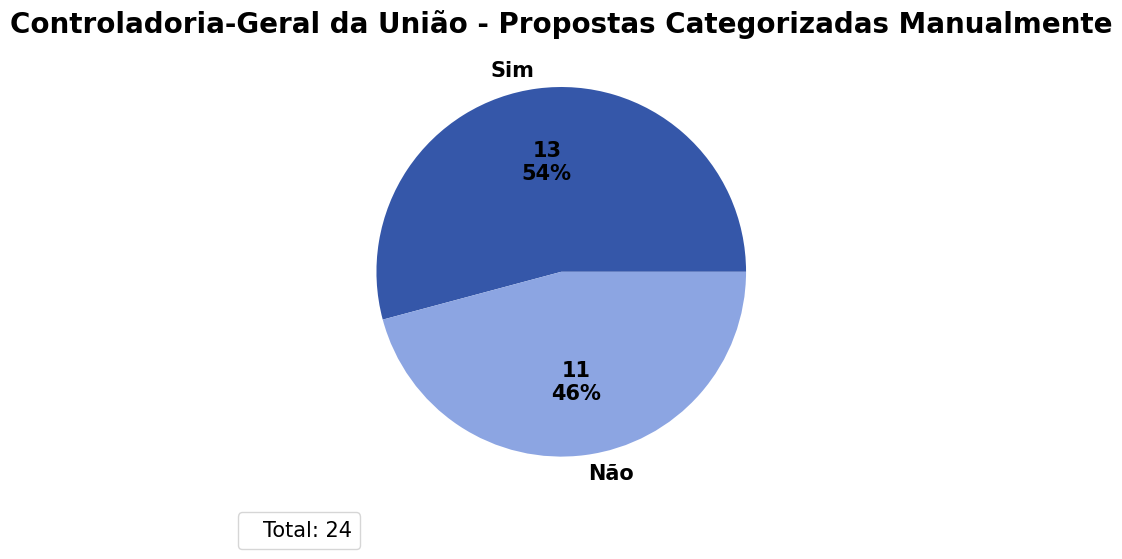 Controladoria-Geral da União - Propostas Categorizadas Manualmente
Sim
13
54%
11
46%
Não
Total: 24